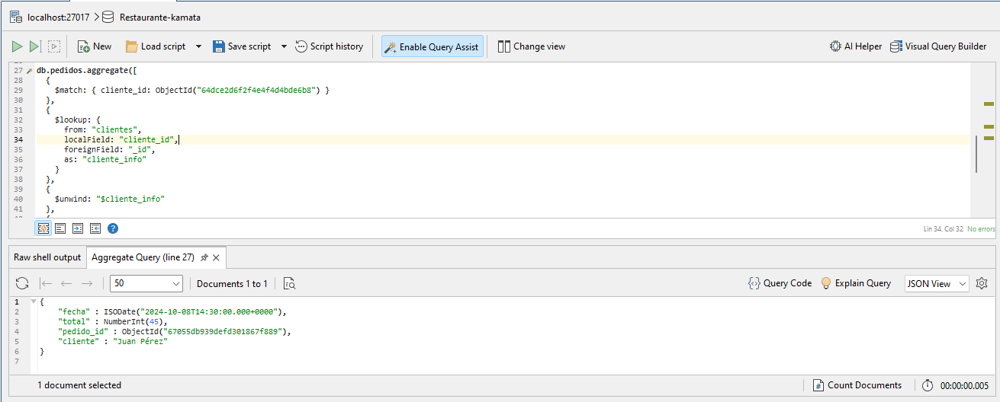 localhost:27017 Restaurante-kamata
New Load script Save script Script history Enable Query Assist Change view AI Helper Visual Query Builder
27 db.pedidos.aggregate([
28 {
29 $match: { cliente_id: ObjectId("64dce2d6f2f4e4f4d4bde6b8") }
30 },
31 {
32 $lookup: {
33 from: "clientes",
34 localField: "cliente_id",
35 foreignField: "_id",
36 as: "cliente_info"
37 }
38 },
39 {
40 $unwind: "$cliente_info"
41 },
Lin 34, Col 32 No errors
Raw shell output Aggregate Query (line 27)
50 Documents 1 to 1 Query Code Explain Query JSON View
1 {
2 "fecha" : ISODate("2024-10-08T14:30:00.000+0000"),
3 "total" : NumberInt(45),
4 "pedido_id" : ObjectId("67055db939defd301867f889"),
5 "cliente" : "Juan Pérez"
6 }
7
1 document selected Count Documents 00:00:00.005